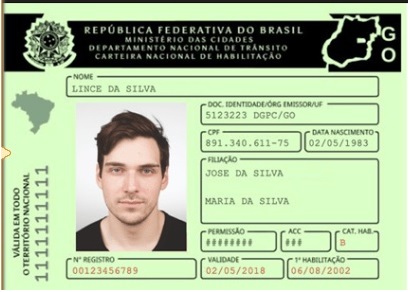 REPÚBLICA FEDERATIVA DO BRASIL
MINISTÉRIO DAS CIDADES
DEPARTAMENTO NACIONAL DE TRÂNSITO
CARTEIRA NACIONAL DE HABILITAÇÃO
GO
NOME
LINCE DA SILVA
DOC. IDENTIDADE/ÓRG EMISSOR/UF
5123223 DGPC/GO
CPF
891.340.611-75
DATA NASCIMENTO
02/05/1983
FILIAÇÃO
JOSE DA SILVA
MARIA DA SILVA
PERMISSÃO
########
ACC
###
CAT. HAB.
B
Nº REGISTRO
00123456789
VALIDADE
02/05/2018
1ª HABILITAÇÃO
06/08/2002
VÁLIDA EM TODO
O TERRITÓRIO NACIONAL
11111111111